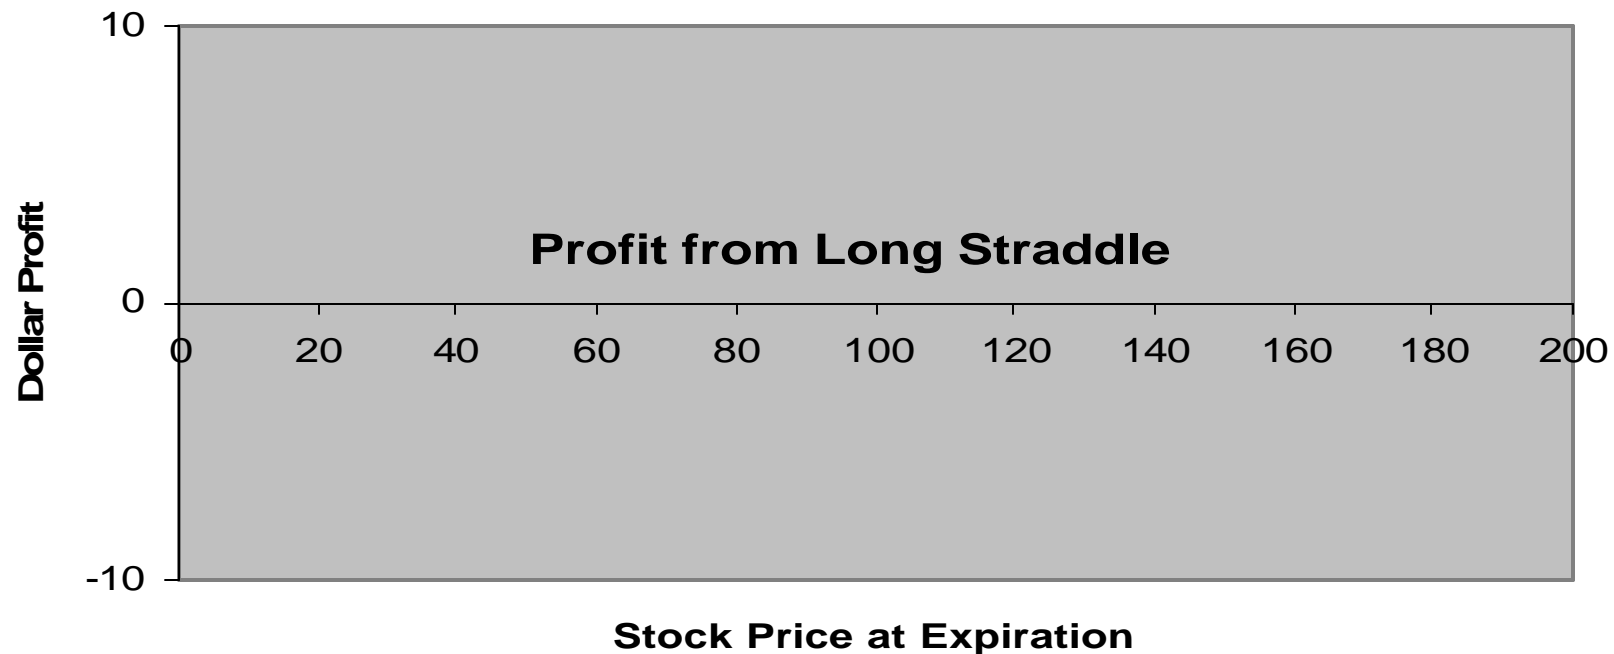 10
Profit from Long Straddle
0
0 20 40 60 80 100 120 140 160 180 200
-10
Dollar Profit
Stock Price at Expiration